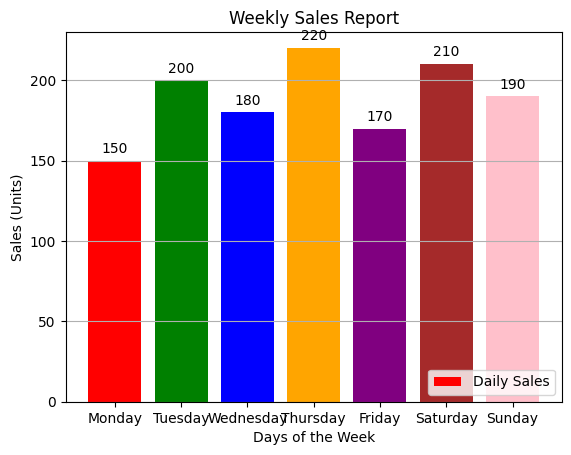 Weekly Sales Report
220
210
200
190
180
170
150
200
150
100
50
0
Sales (Units)
Daily Sales
Monday Tuesday Wednesday Thursday Friday Saturday Sunday
Days of the Week